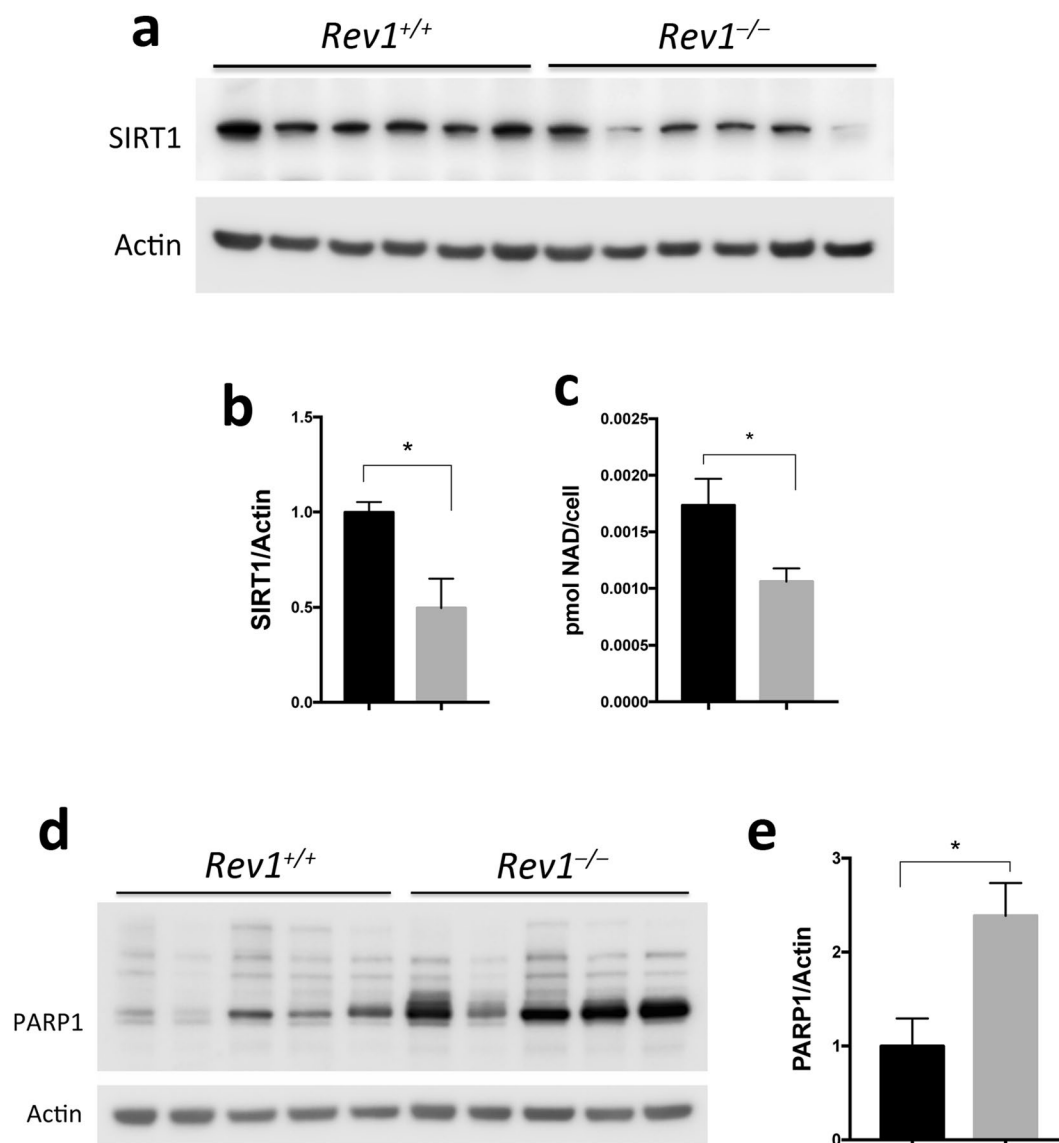 a
Rev1+/+ Rev1−/−
SIRT1
Actin
b
SIRT1/Actin
1.5
1.0
0.5
0.0
*
c
pmol NAD/cell
0.0025
0.0020
0.0015
0.0010
0.0005
0.0000
*
d
Rev1+/+ Rev1−/−
PARP1
Actin
e
PARP1/Actin
3
2
1
0
*